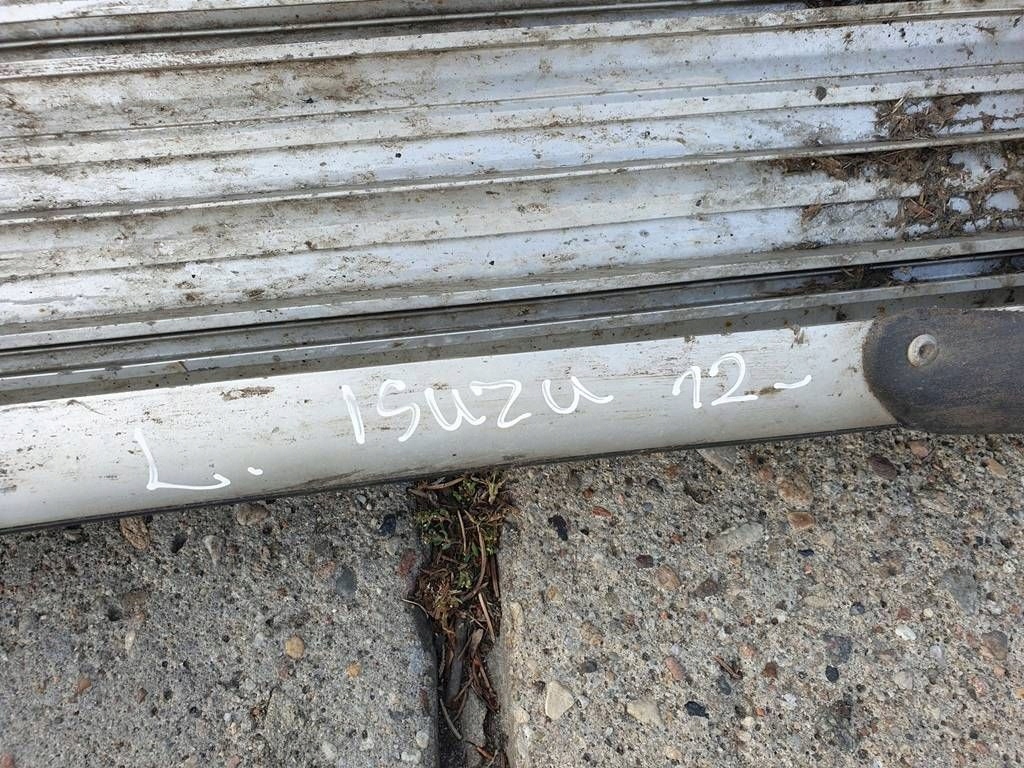 L. ISUZU 12-